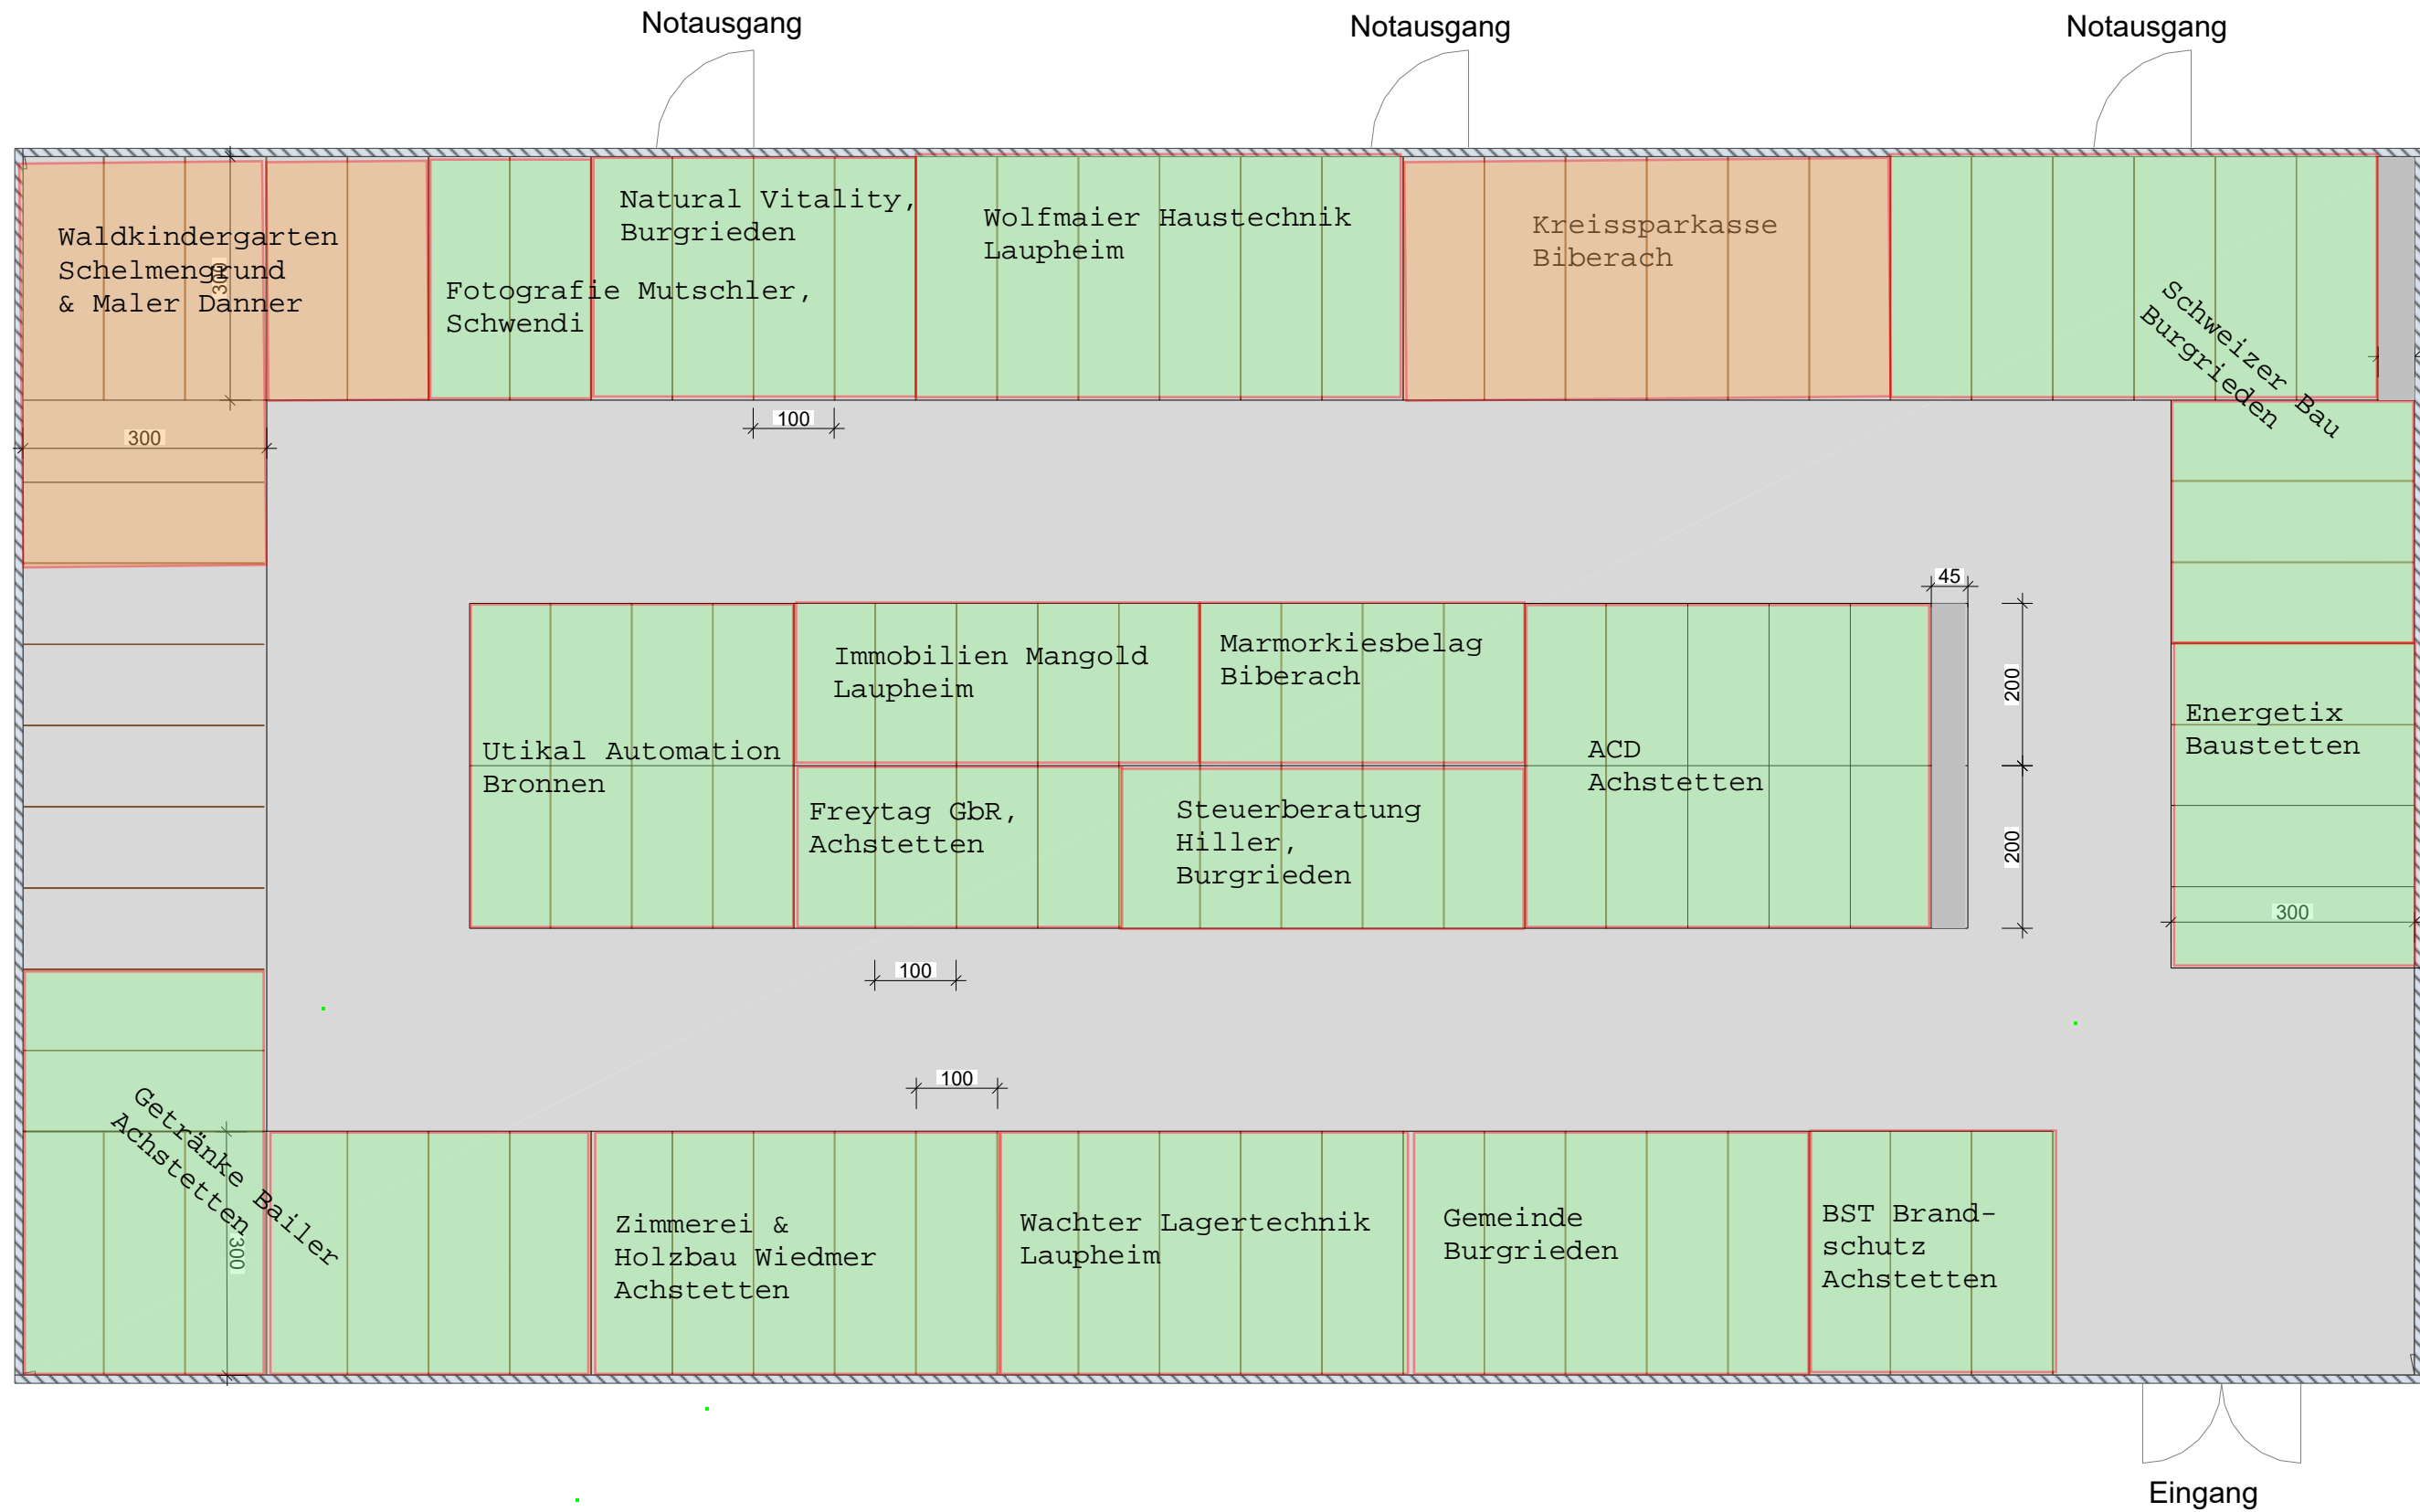 Notausgang
Notausgang
Notausgang
Waldkindergarten
Schelmengrund
& Maler Danner
300
300
Fotografie Mutschler,
Schwendi
Natural Vitality,
Burgrieden
100
Wolfmaier Haustechnik
Laupheim
Kreissparkasse
Biberach
Schweizer Bau
Burgrieden
45
200
200
Utikal Automation
Bronnen
Immobilien Mangold
Laupheim
Marmorkiesbelag
Biberach
Freytag GbR,
Achstetten
Steuerberatung
Hiller,
Burgrieden
ACD
Achstetten
Energetix
Baustetten
300
100
100
Getränke Bailer
Achstetten
300
Zimmerei &
Holzbau Wiedmer
Achstetten
Wachter Lagertechnik
Laupheim
Gemeinde
Burgrieden
BST Brand-
schutz
Achstetten
Eingang